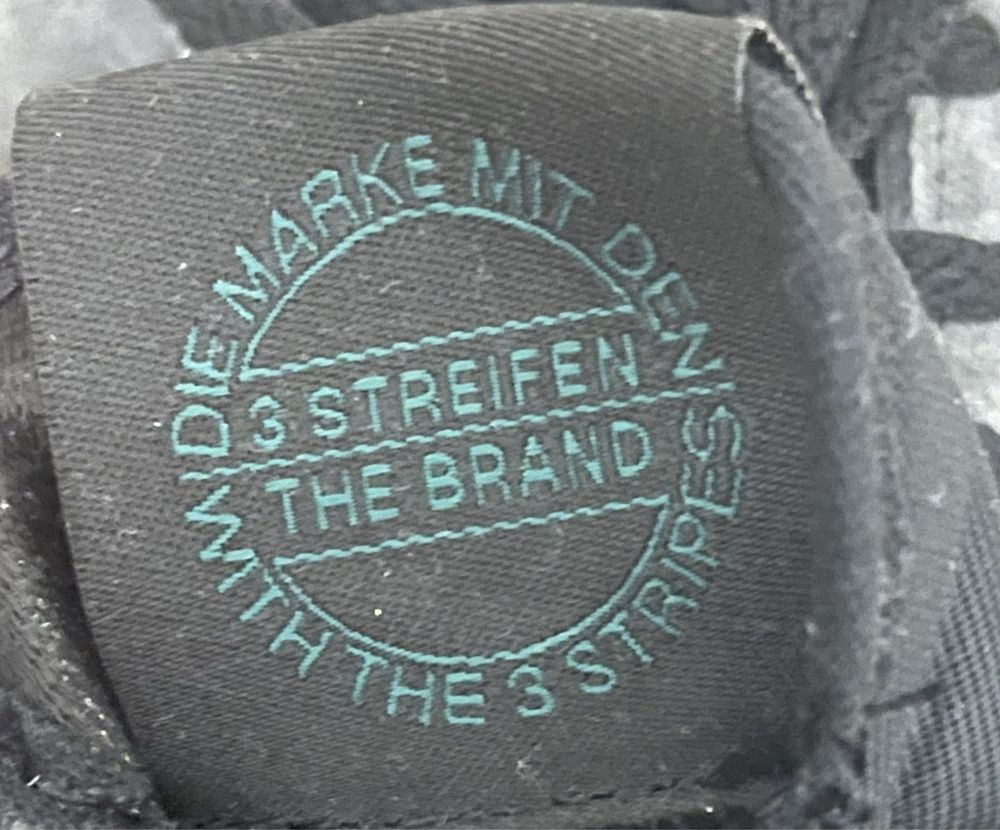 DIE MARKE MIT DEN
3 STREIFEN
THE BRAND
WITH THE 3 STRIPES